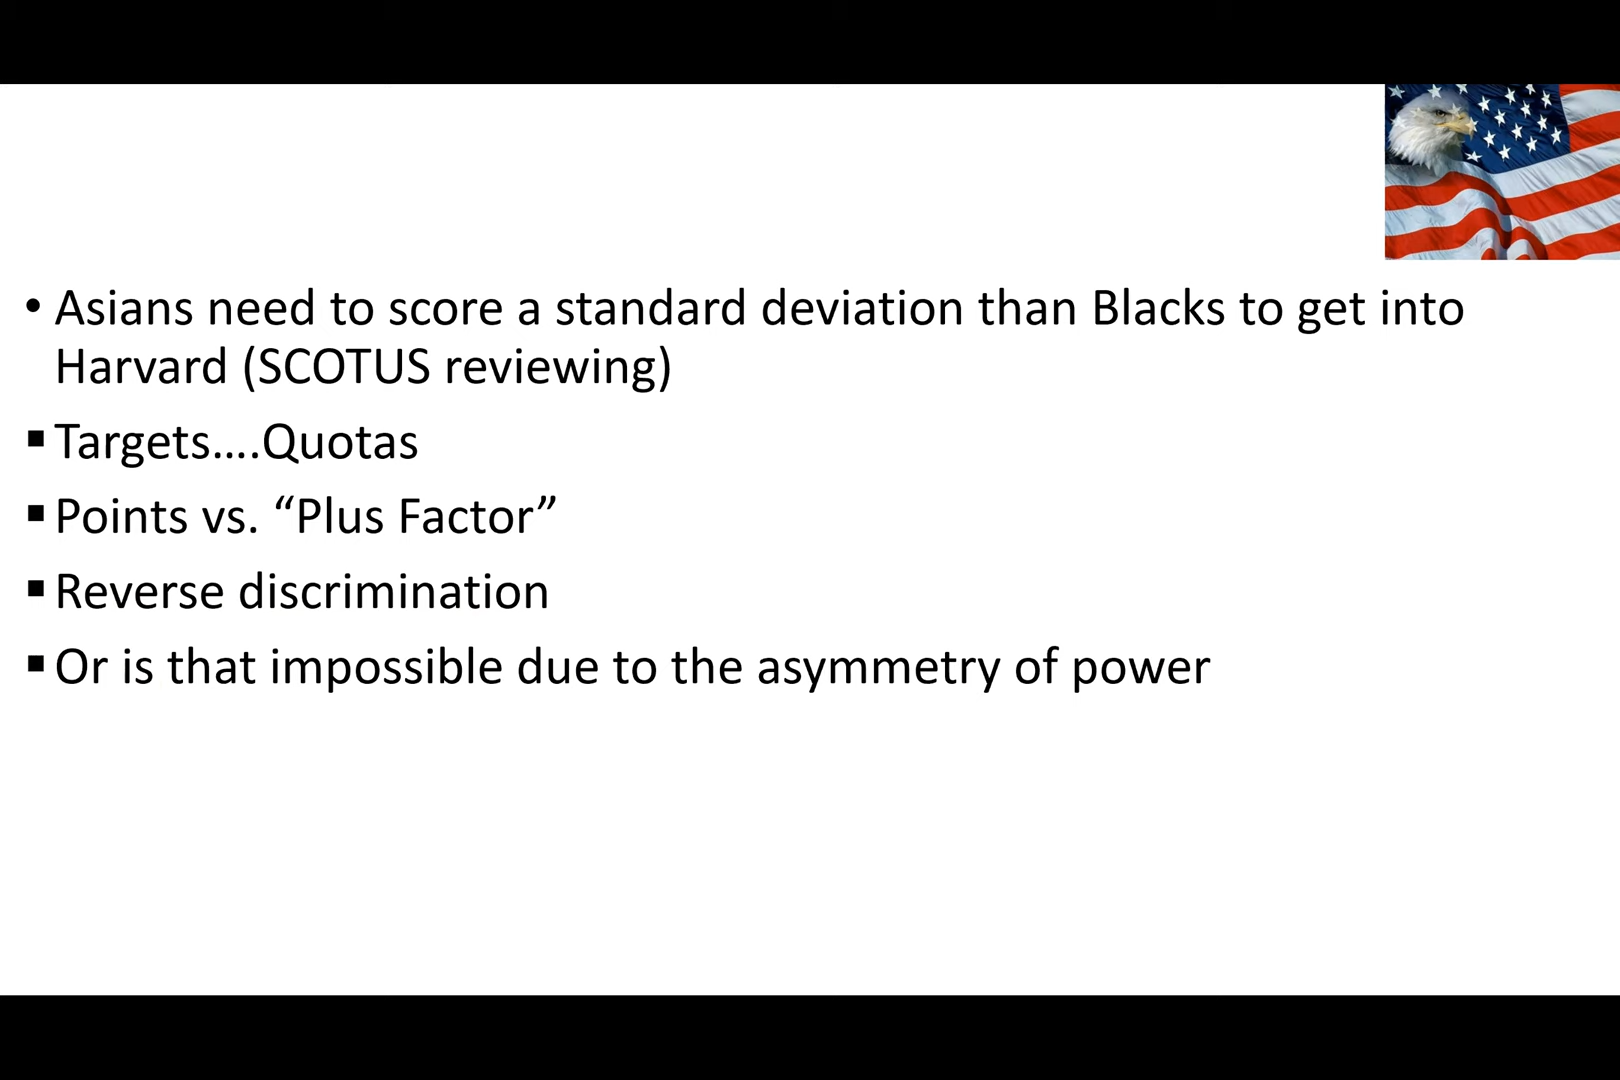 • Asians need to score a standard deviation than Blacks to get into
Harvard (SCOTUS reviewing)
▪ Targets....Quotas
▪ Points vs. “Plus Factor”
▪ Reverse discrimination
▪ Or is that impossible due to the asymmetry of power